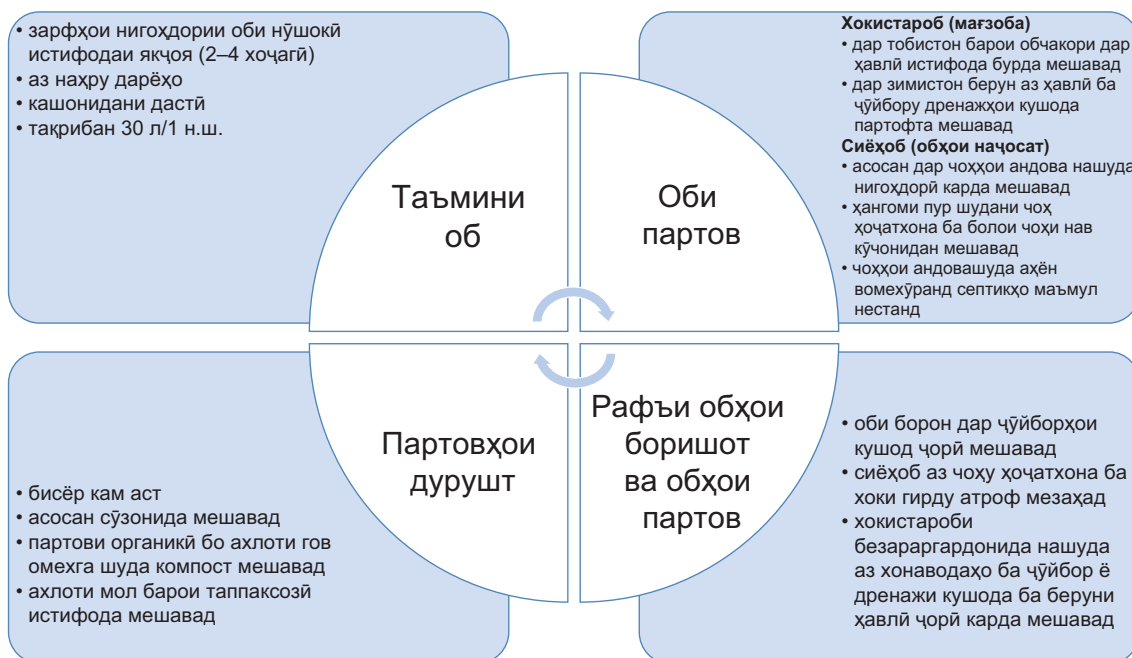 • зарфҳои нигоҳдории оби нӯшокӣ
истифодаи якҷоя (2–4 хоҷагӣ)
• аз наҳру дарёҳо
• кашонидани дастӣ
• тақрибан 30 л/1 н.ш.
Таъмини
об
Хокистароб (мағзоба)
• дар тобистон барои обчакори дар
ҳавлӣ истифода бурда мешавад
• дар зимистон берун аз ҳавлӣ ба
ҷӯйбору дренажҳои кушода
партофта мешавад
Сиёҳоб (обҳои наҷосат)
• асосан дар чоҳҳои андова нашуда
нигоҳдорӣ карда мешавад
• ҳангоми пур шудани чоҳ
ҳоҷатхона ба болои чоҳи нав
кӯчонидан мешавад
• чоҳҳои андовашуда аҳён
вомехӯранд септикҳо маъмул
нестанд
Оби
партов
Партовҳои
дурушт
• бисёр кам аст
• асосан сӯзонида мешавад
• партови органикӣ бо ахлоти гов
омехга шуда компост мешавад
• ахлоти мол барои таппаксозӣ
истифода мешавад
Рафъи обҳои
боришот
ва обҳои
партов
• оби борон дар ҷӯйборҳои
кушод ҷорӣ мешавад
• сиёҳоб аз чоҳу ҳоҷатхона ба
хоки гирду атроф мезаҳад
• хокистароби
безараргардонида нашуда
аз хонаводаҳо ба ҷӯйбор ё
дренажи кушода ба беруни
ҳавлӣ ҷорӣ карда мешавад